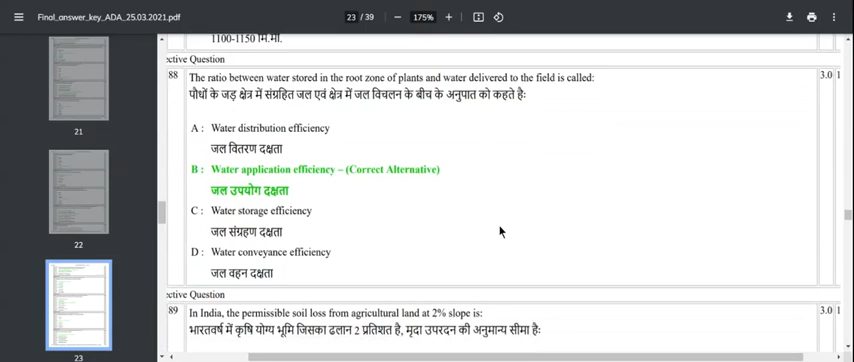 Final_answer_key_ADA_25.03.2021.pdf
23 / 39
175%
21
22
23
1100-1150 मि.मी.
ective Question
88 The ratio between water stored in the root zone of plants and water delivered to the field is called: 3.0 1
पौधों के जड़ क्षेत्र में संग्रहित जल एवं क्षेत्र में जल विचलन के बीच के अनुपात को कहते हैः
A : Water distribution efficiency
जल वितरण दक्षता
B : Water application efficiency – (Correct Alternative)
जल उपयोग दक्षता
C : Water storage efficiency
जल संग्रहण दक्षता
D : Water conveyance efficiency
जल वहन दक्षता
ective Question
89 In India, the permissible soil loss from agricultural land at 2% slope is: 3.0 1
भारतवर्ष में कृषि योग्य भूमि जिसका ढलान 2 प्रतिशत है, मृदा उपरदन की अनुमान्य सीमा हैः